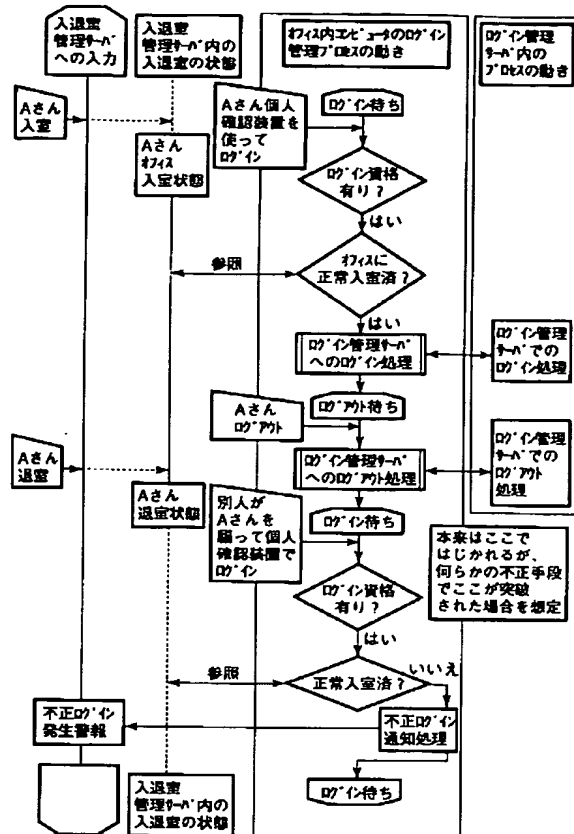 入退室
管理サーバ
への入力
入退室
管理サーバ内の
入退室の状態
オフィス内コンピュータのログイン
管理プロセスの動き
ログイン管理
サーバ内の
プロセスの動き
Aさん
入室
Aさん個人
確認装置を
使って
ログイン
ログイン待ち
Aさん
オフィス
入室状態
ログイン資格
有り?
はい
参照
オフィスに
正常入室済?
はい
ログイン管理サーバ
へのログイン処理
ログイン管理
サーバでの
ログイン処理
Aさん
ログアウト
ログアウト待ち
Aさん
退室
ログイン管理サーバ
へのログアウト処理
ログイン管理
サーバでの
ログアウト
処理
Aさん
退室状態
別人が
Aさんを
騙って個人
確認装置で
ログイン
ログイン待ち
本来はここで
はじかれるが、
何らかの不正手段
でここが突破
された場合を想定
ログイン資格
有り?
はい
参照
正常入室済?
いいえ
不正ログイン
発生警報
不正ログイン
通知処理
ログイン待ち
入退室
管理サーバ内の
入退室の状態